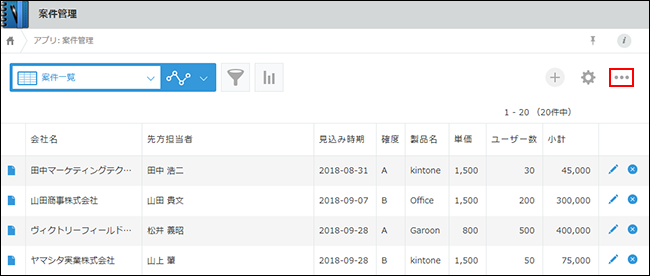 案件管理
アプリ: 案件管理
案件一覧
1 - 20 （20件中）
会社名 先方担当者 見込み時期 確度 製品名 単価 ユーザー数 小計
田中マーケティングテク… 田中 浩二 2018-08-31 A kintone 1,500 30 45,000
山田商事株式会社 山田 貴文 2018-09-07 B Office 1,500 200 300,000
ヴィクトリーフィールド… 松井 義昭 2018-09-28 A Garoon 800 500 400,000
ヤマシタ実業株式会社 山上 肇 2018-09-28 B kintone 1,500 50 75,000